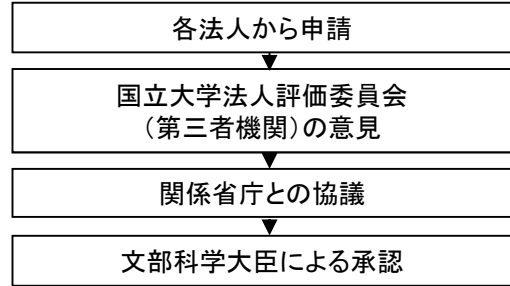 各法人から申請
国立大学法人評価委員会
（第三者機関）の意見
関係省庁との協議
文部科学大臣による承認